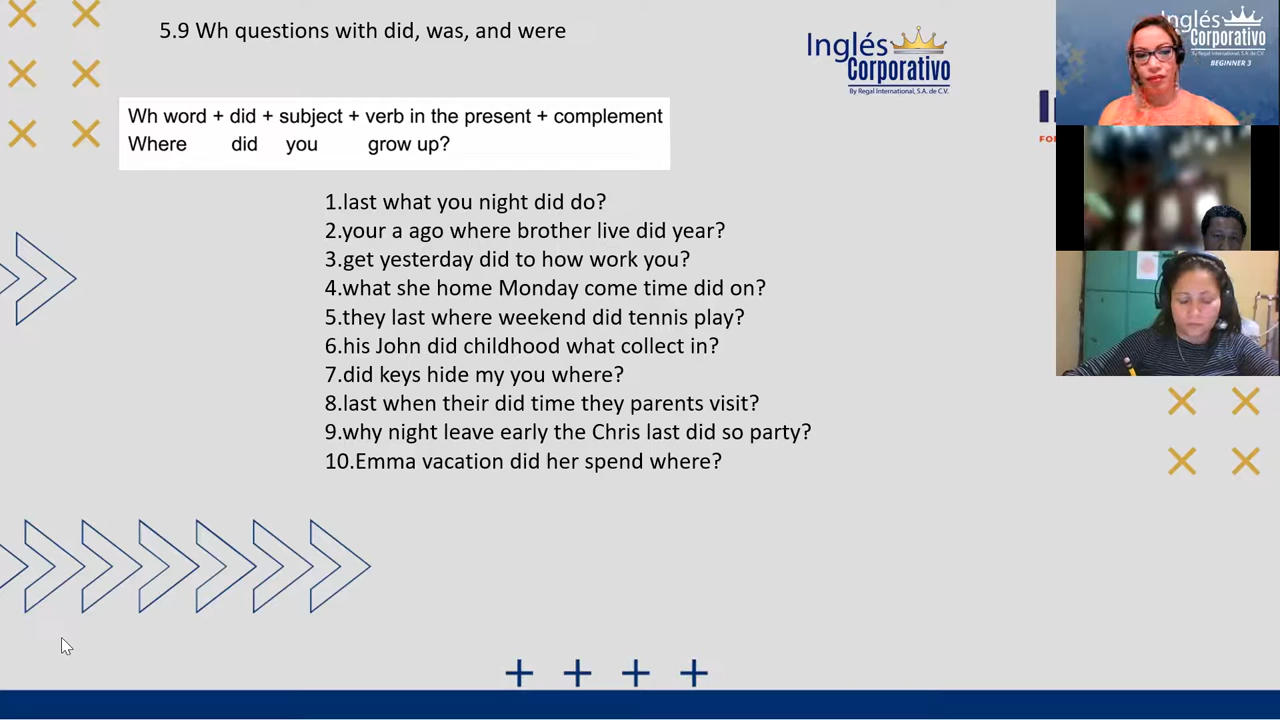 5.9 Wh questions with did, was, and were
Inglés
Corporativo
By Regal International, S.A. de C.V.
Wh word + did + subject + verb in the present + complement
Where did you grow up?
1.last what you night did do?
2.your a ago where brother live did year?
3.get yesterday did to how work you?
4.what she home Monday come time did on?
5.they last where weekend did tennis play?
6.his John did childhood what collect in?
7.did keys hide my you where?
8.last when their did time they parents visit?
9.why night leave early the Chris last did so party?
10.Emma vacation did her spend where?
Inglés
Corporativo
By Regal International, S.A. de C.V.
BEGINNER 3